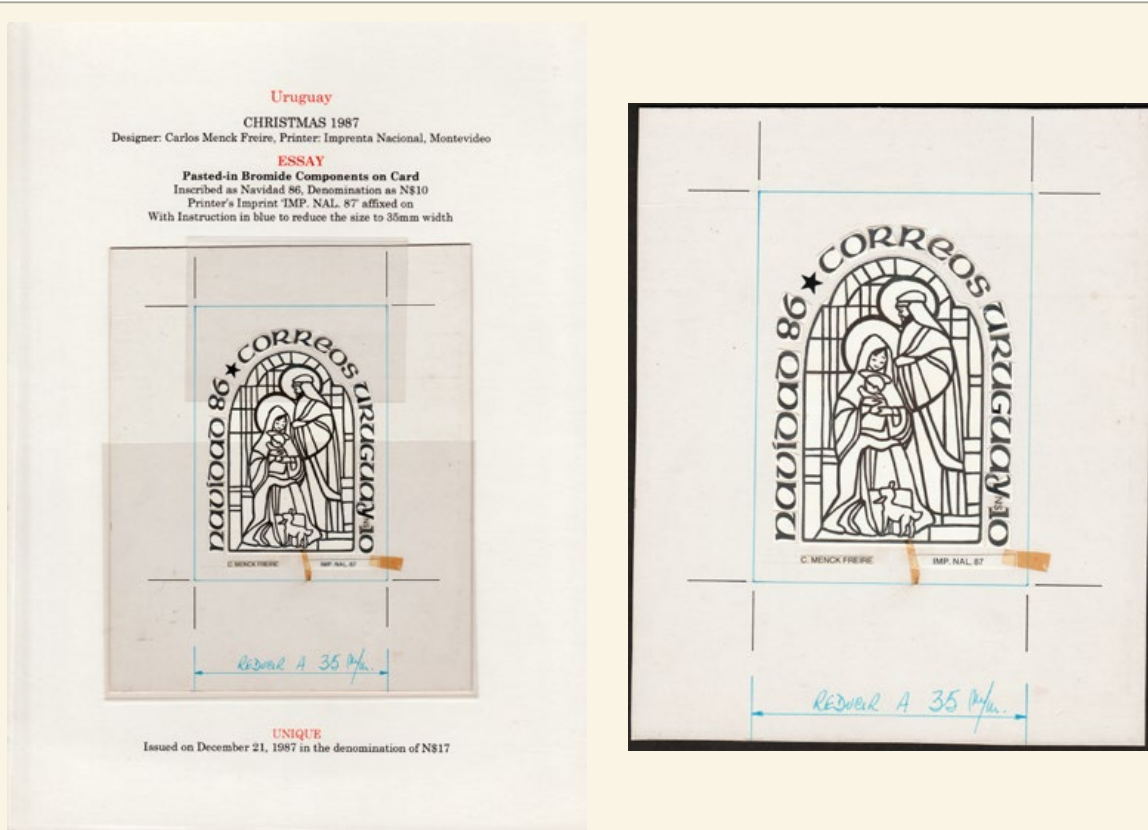 Uruguay
CHRISTMAS 1987
Designer: Carlos Menck Freire, Printer: Imprenta Nacional, Montevideo
ESSAY
Pasted-in Bromide Components on Card
Inscribed as Navidad 86, Denomination as N$10
Printer's Imprint 'IMP. NAL. 87' affixed on
With Instruction in blue to reduce the size to 35mm width
navidad 86 ★ CORREOS URUGUAY N$10
C. MENCK FREIRE IMP. NAL. 87
REDUCIR A 35 m/m.
UNIQUE
Issued on December 21, 1987 in the denomination of N$17
navidad 86 ★ CORREOS URUGUAY N$10
C. MENCK FREIRE IMP. NAL. 87
REDUCIR A 35 m/m.